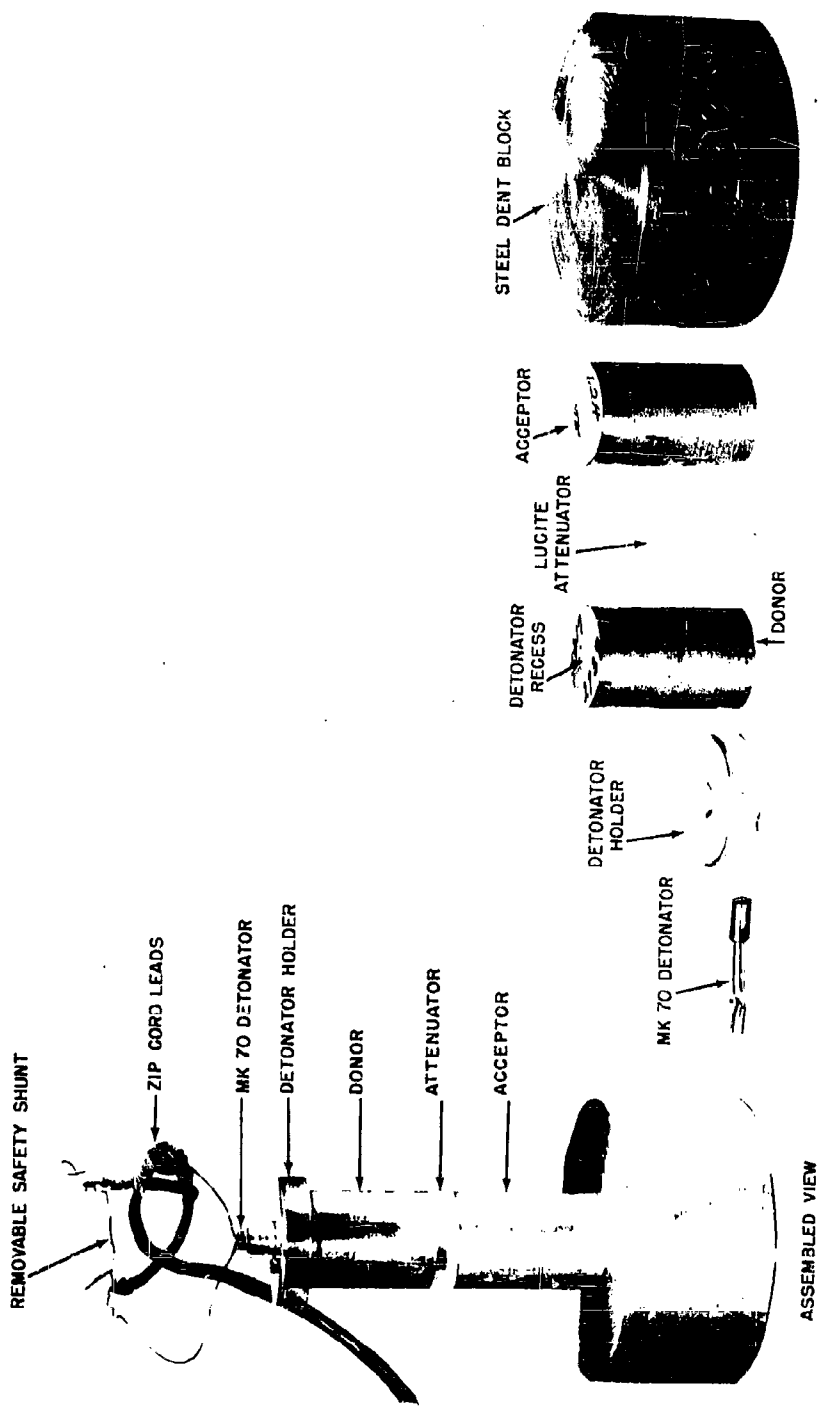 REMOVABLE SAFETY SHUNT
ZIP CORD LEADS
MK 70 DETONATOR
DETONATOR HOLDER
DONOR
ATTENUATOR
ACCEPTOR
ASSEMBLED VIEW
MK 70 DETONATOR
DETONATOR
HOLDER
DETONATOR
RECESS
DONOR
LUCITE
ATTENUATOR
ACCEPTOR
STEEL DENT BLOCK